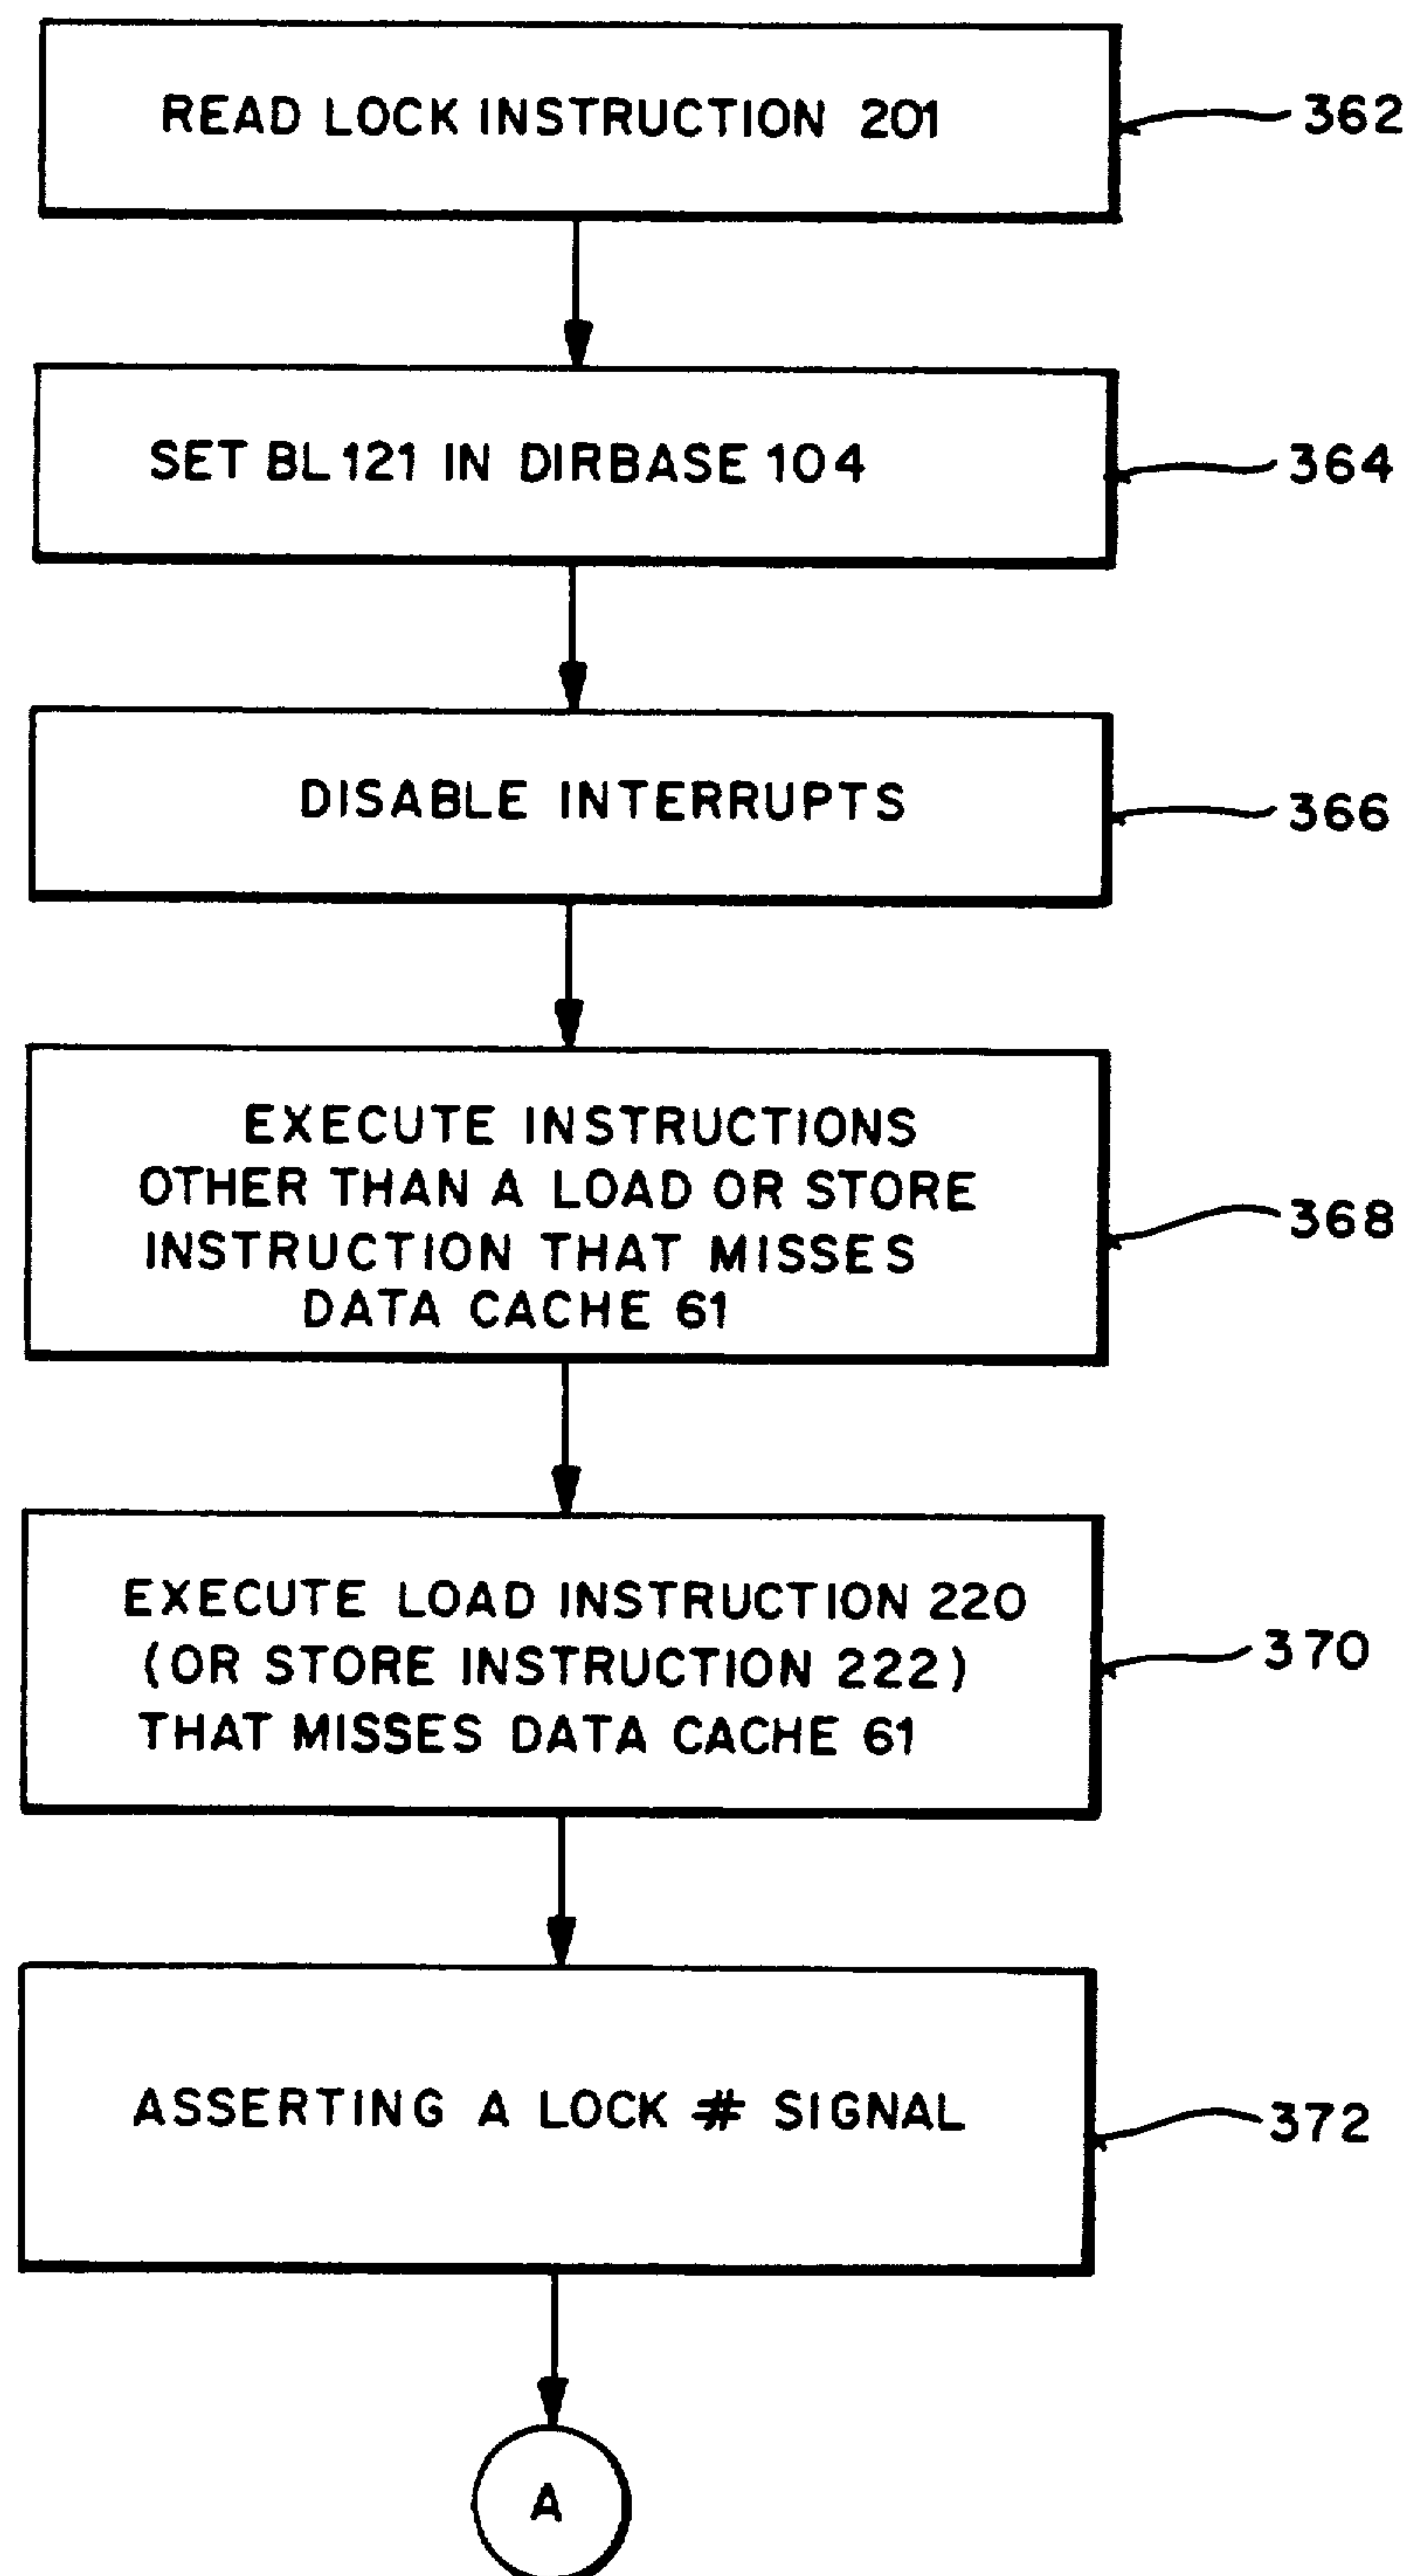 READ LOCK INSTRUCTION 201
362
SET BL 121 IN DIRBASE 104
364
DISABLE INTERRUPTS
366
EXECUTE INSTRUCTIONS
OTHER THAN A LOAD OR STORE
INSTRUCTION THAT MISSES
DATA CACHE 61
368
EXECUTE LOAD INSTRUCTION 220
(OR STORE INSTRUCTION 222)
THAT MISSES DATA CACHE 61
370
ASSERTING A LOCK # SIGNAL
372
A